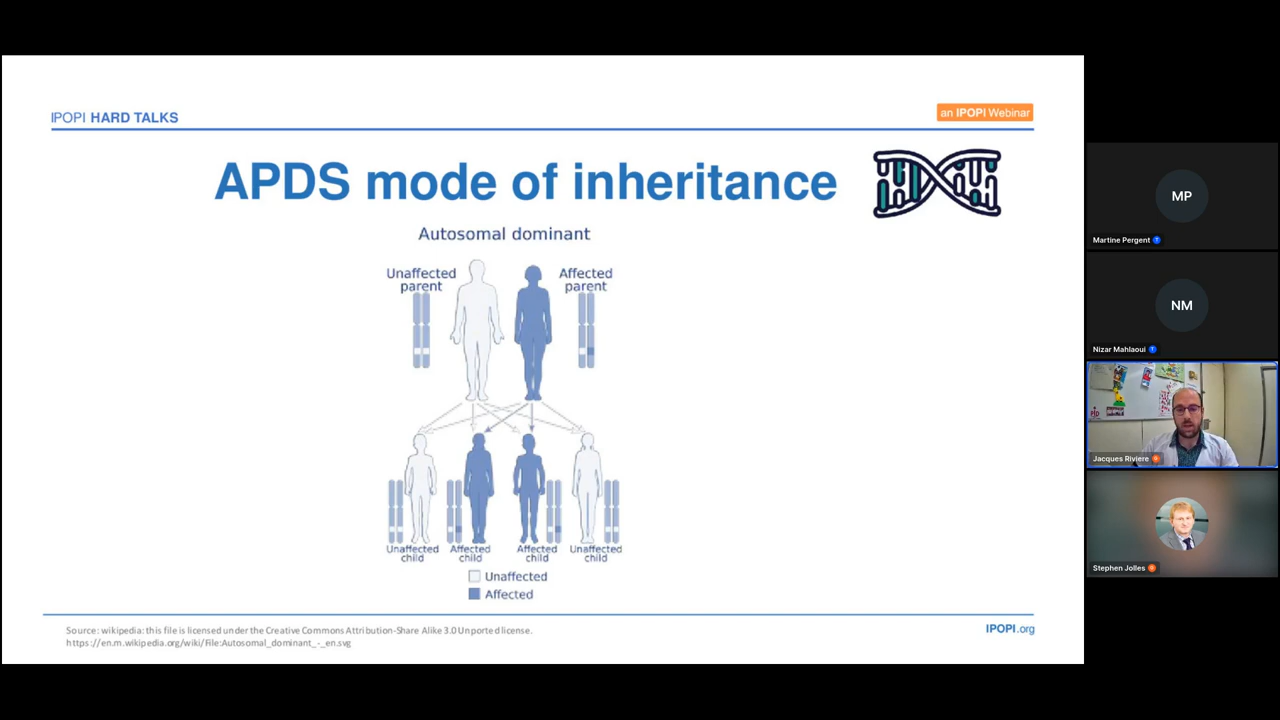 IPOPI HARD TALKS
an IPOPI Webinar
APDS mode of inheritance
Autosomal dominant
Unaffected
parent
Affected
parent
Unaffected
child
Affected
child
Affected
child
Unaffected
child
Unaffected
Affected
Source: wikipedia: this file is licensed under the Creative Commons Attribution-Share Alike 3.0 Unported license.
https://en.m.wikipedia.org/wiki/File:Autosomal_dominant_-_en.svg
IPOPI.org
MP
Martine Pergent
NM
Nizar Mahlaoui
PID
Jacques Riviere
Stephen Jolles